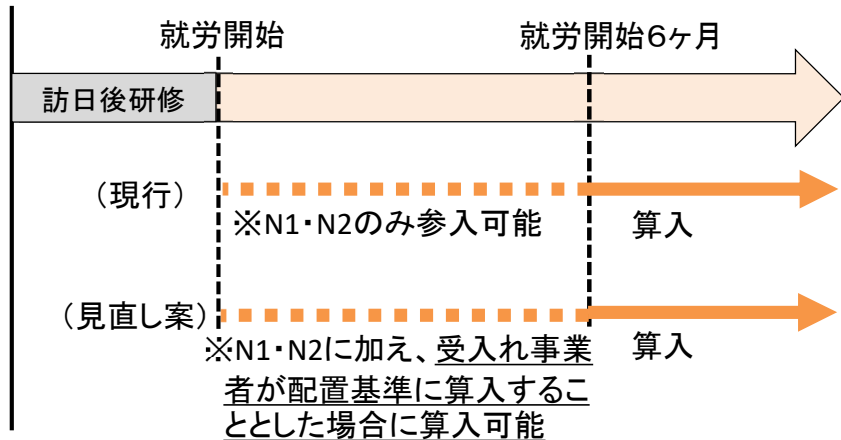 就労開始
就労開始6ヶ月
訪日後研修
（現行）
※N1・N2のみ参入可能
算入
（見直し案）
※N1・N2に加え、受入れ事業
者が配置基準に算入するこ
ととした場合に算入可能
算入